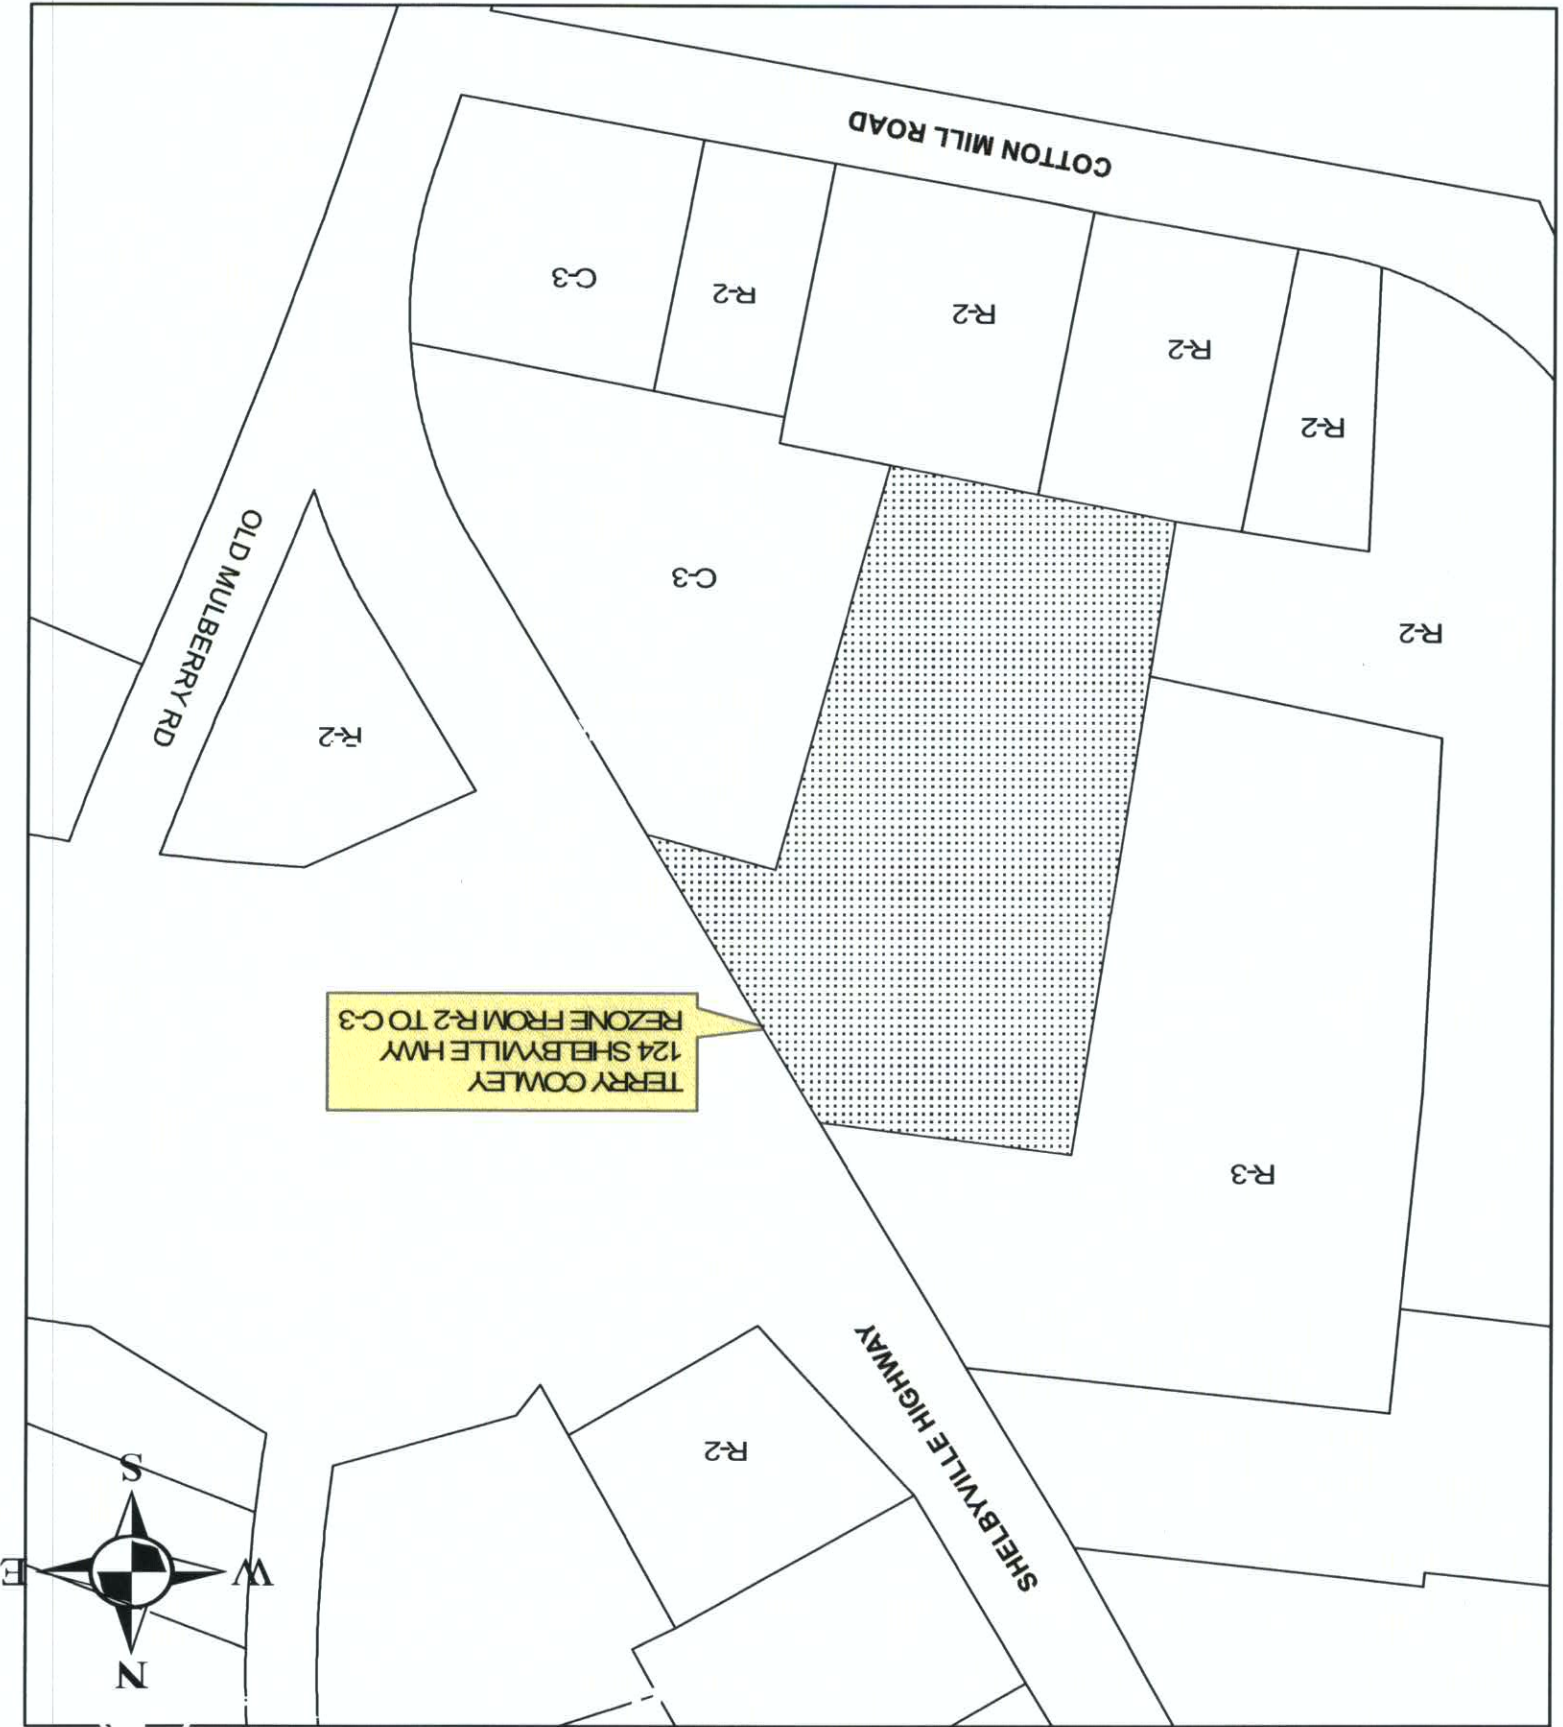 N
W
E
S
SHELBYVILLE HIGHWAY
R-2
R-3
TERRY COWLEY
124 SHELBYVILLE HWY
REZONE FROM R-2 TO C-3
R-2
OLD MULBERRY RD
R-2
C-3
R-2
R-2
R-2
R-2
C-3
COTTON MILL ROAD